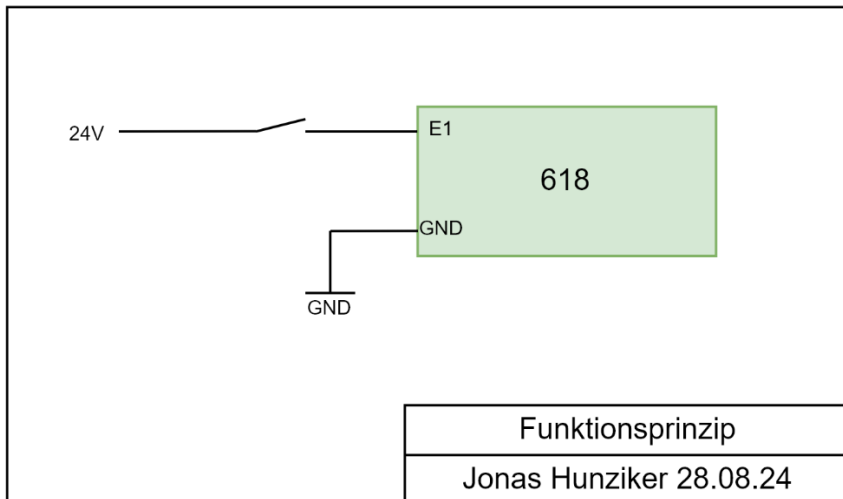 24V
E1
618
GND
GND
Funktionsprinzip
Jonas Hunziker 28.08.24